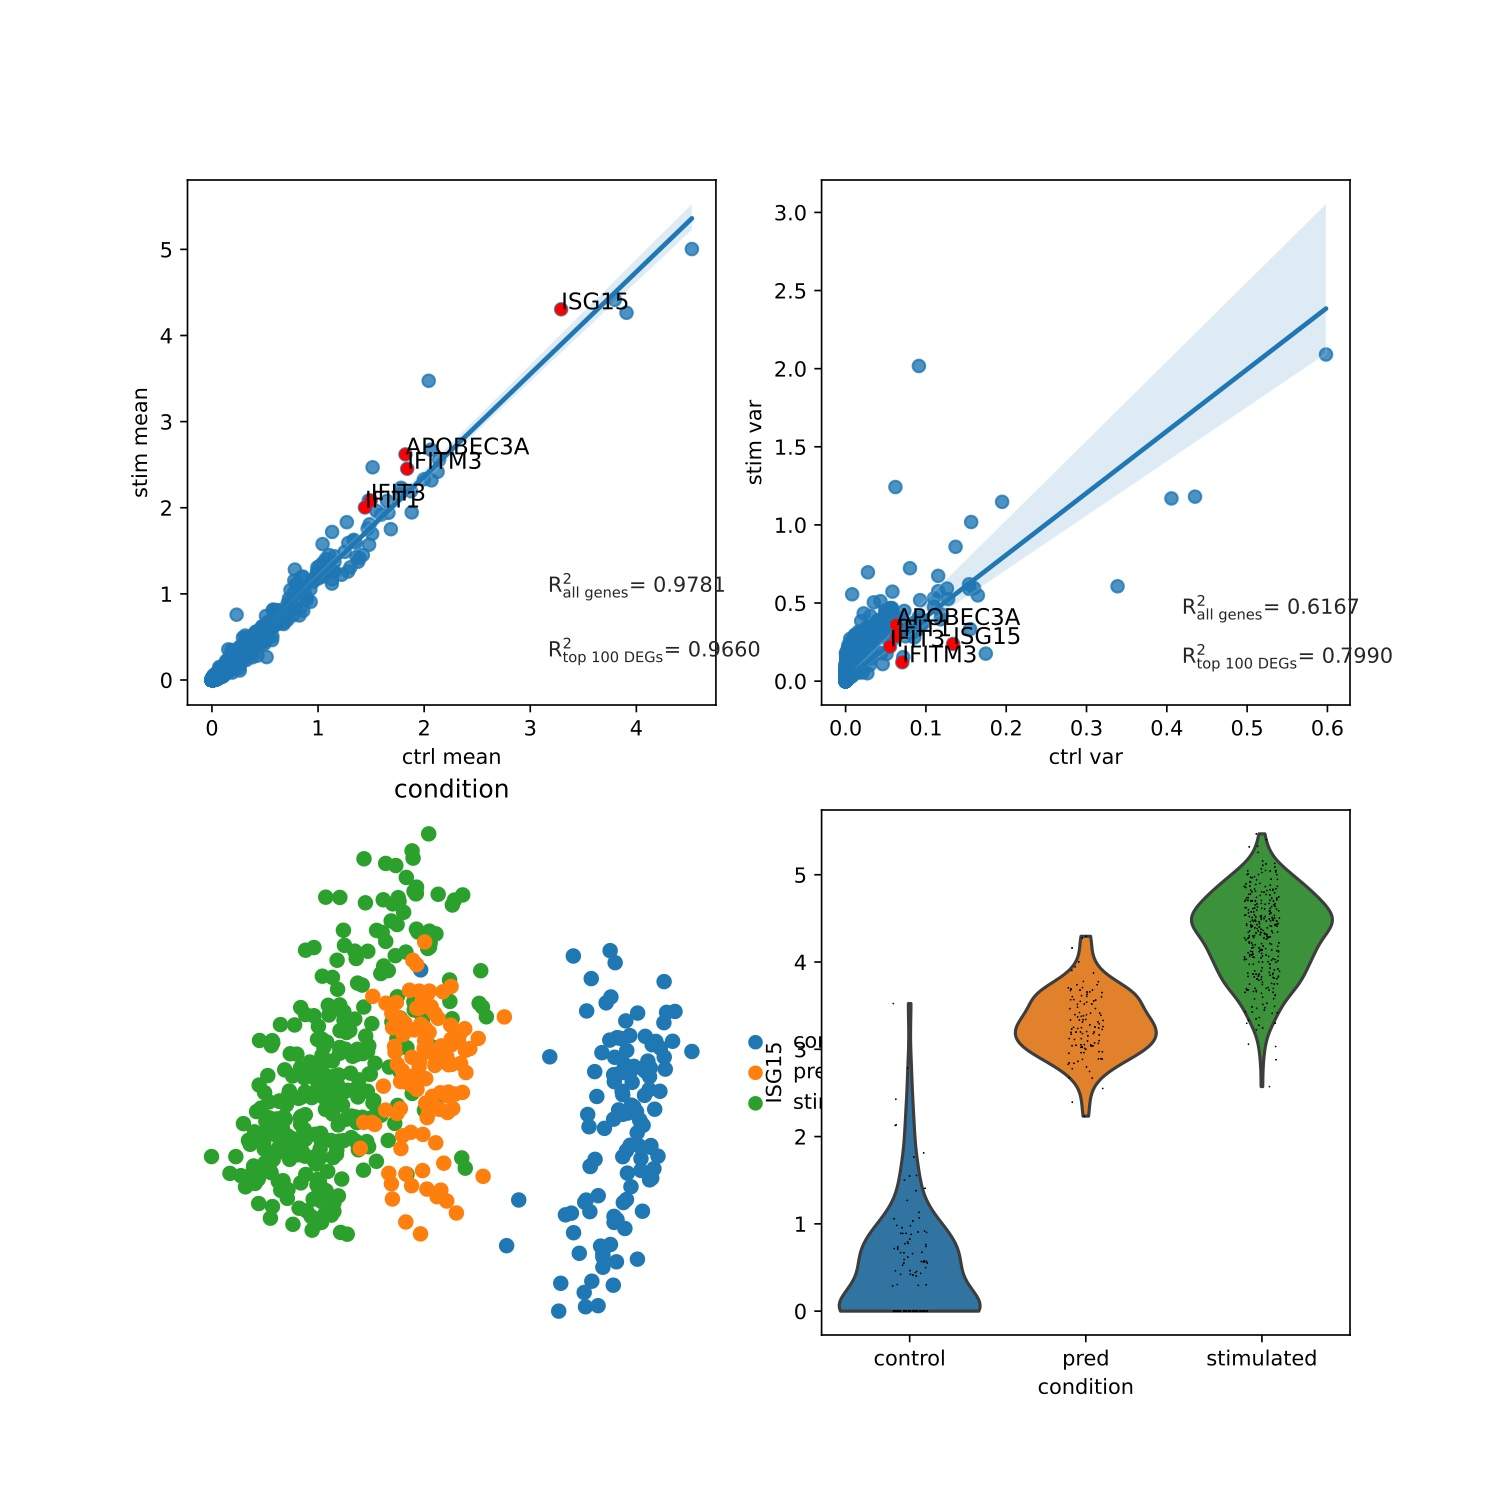 5
4
3
2
1
0
stim mean
ISG15
APOBEC3A
IFITM3
IFIT3
IFIT1
R2all genes= 0.9781
R2top 100 DEGs= 0.9660
0 1 2 3 4
ctrl mean
3.0
2.5
2.0
1.5
1.0
0.5
0.0
stim var
APOBEC3A
IFIT1
ISG15
IFIT3
IFITM3
R2all genes= 0.6167
R2top 100 DEGs= 0.7990
0.0 0.1 0.2 0.3 0.4 0.5 0.6
ctrl var
condition
ISG15
5
4
3
2
1
0
control pred stimulated
condition